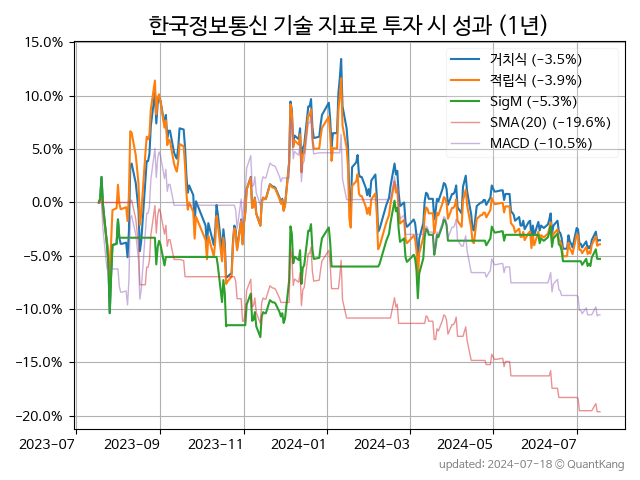 한국정보통신 기술 지표로 투자 시 성과 (1년)
15.0%
10.0%
5.0%
0.0%
−5.0%
−10.0%
−15.0%
−20.0%
거치식 (−3.5%)
적립식 (−3.9%)
SigM (−5.3%)
SMA(20) (−19.6%)
MACD (−10.5%)
2023-07 2023-09 2023-11 2024-01 2024-03 2024-05 2024-07
updated: 2024-07-18 © QuantKang